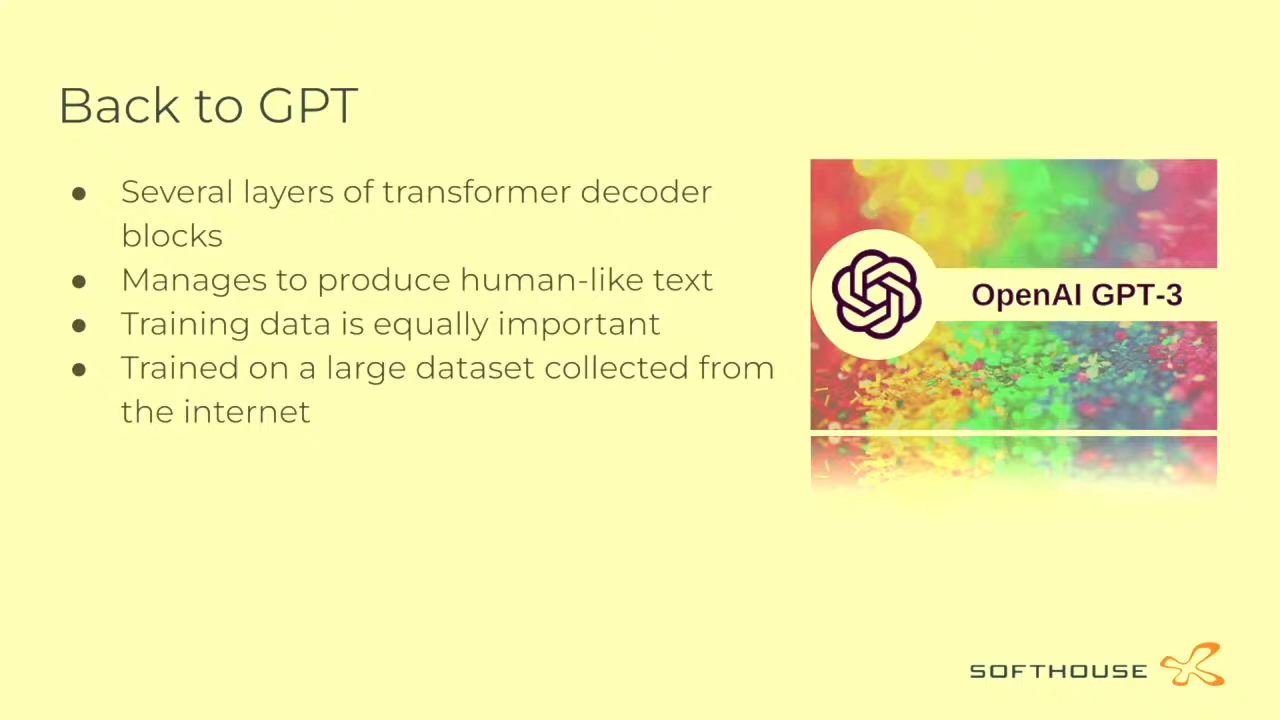 Back to GPT
● Several layers of transformer decoder
blocks
● Manages to produce human-like text
● Training data is equally important
● Trained on a large dataset collected from
the internet
OpenAI GPT-3
SOFTHOUSE